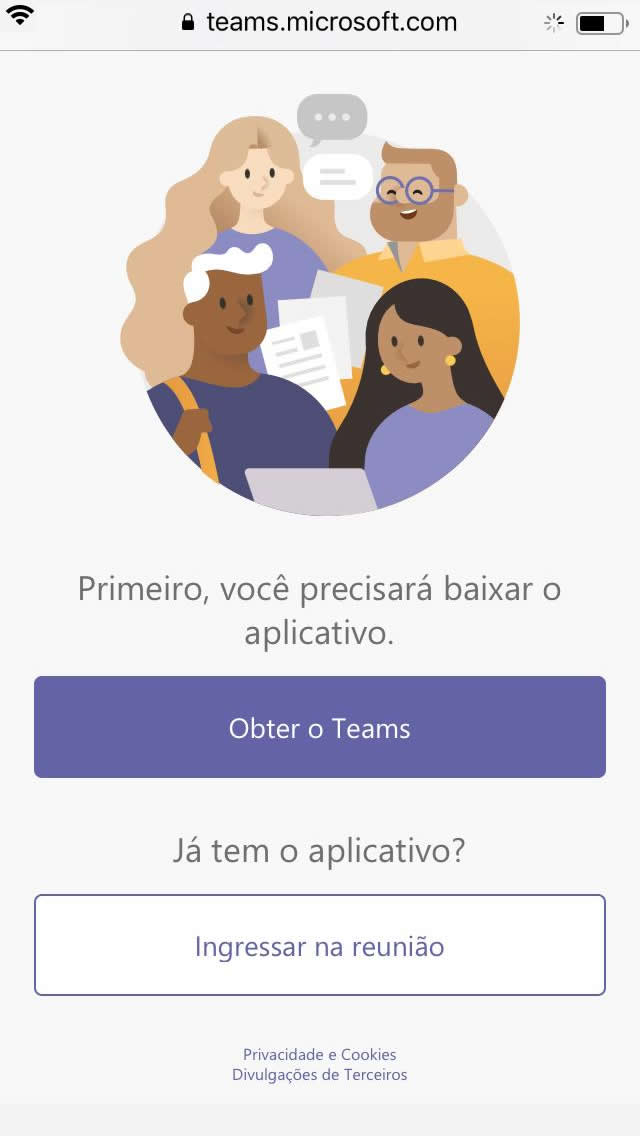 teams.microsoft.com
Primeiro, você precisará baixar o
aplicativo.
Obter o Teams
Já tem o aplicativo?
Ingressar na reunião
Privacidade e Cookies
Divulgações de Terceiros